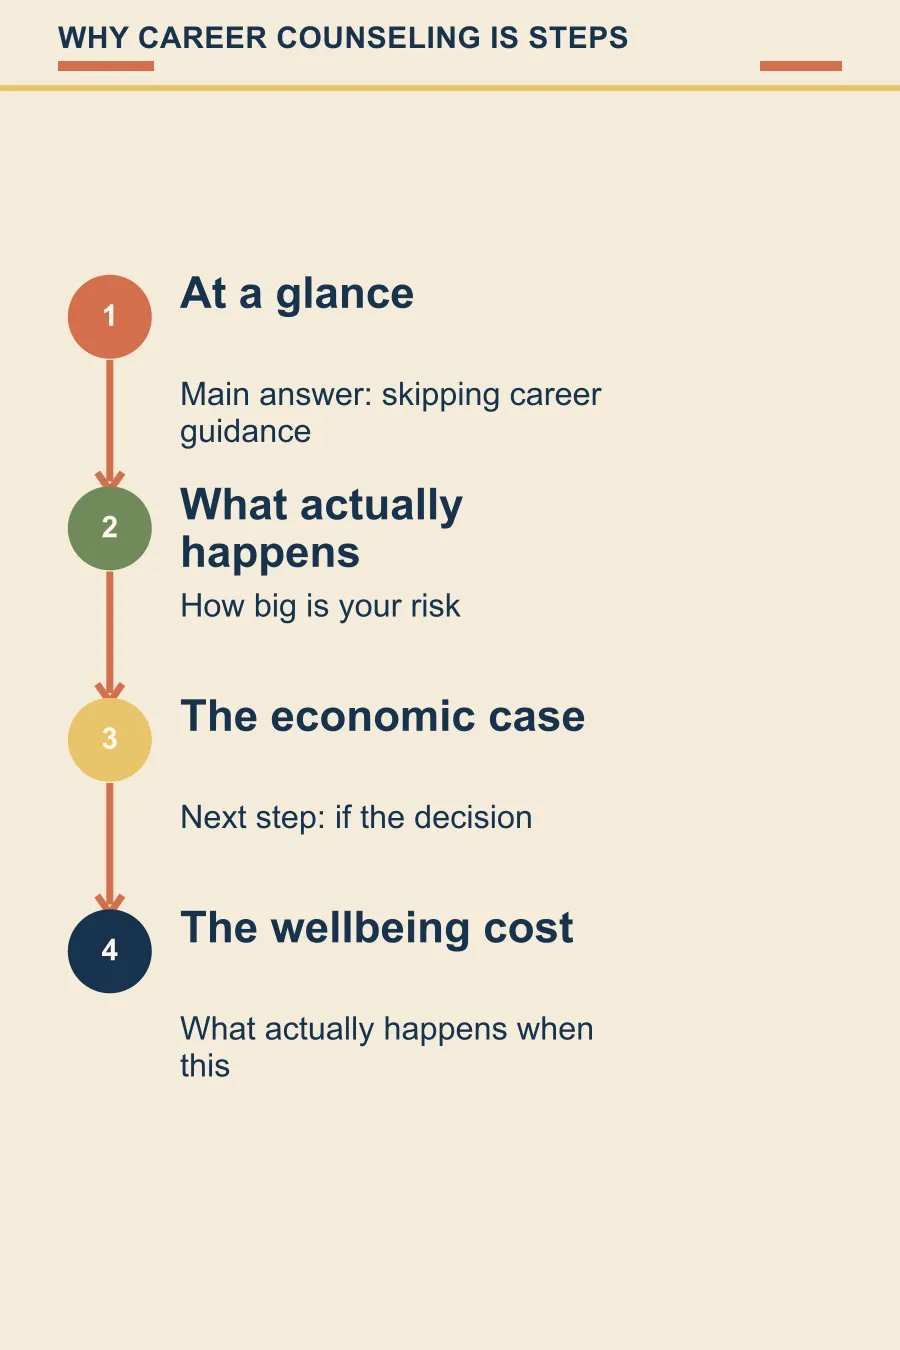 WHY CAREER COUNSELING IS STEPS
1
At a glance
Main answer: skipping career
guidance
2
What actually
happens
How big is your risk
3
The economic case
Next step: if the decision
4
The wellbeing cost
What actually happens when
this